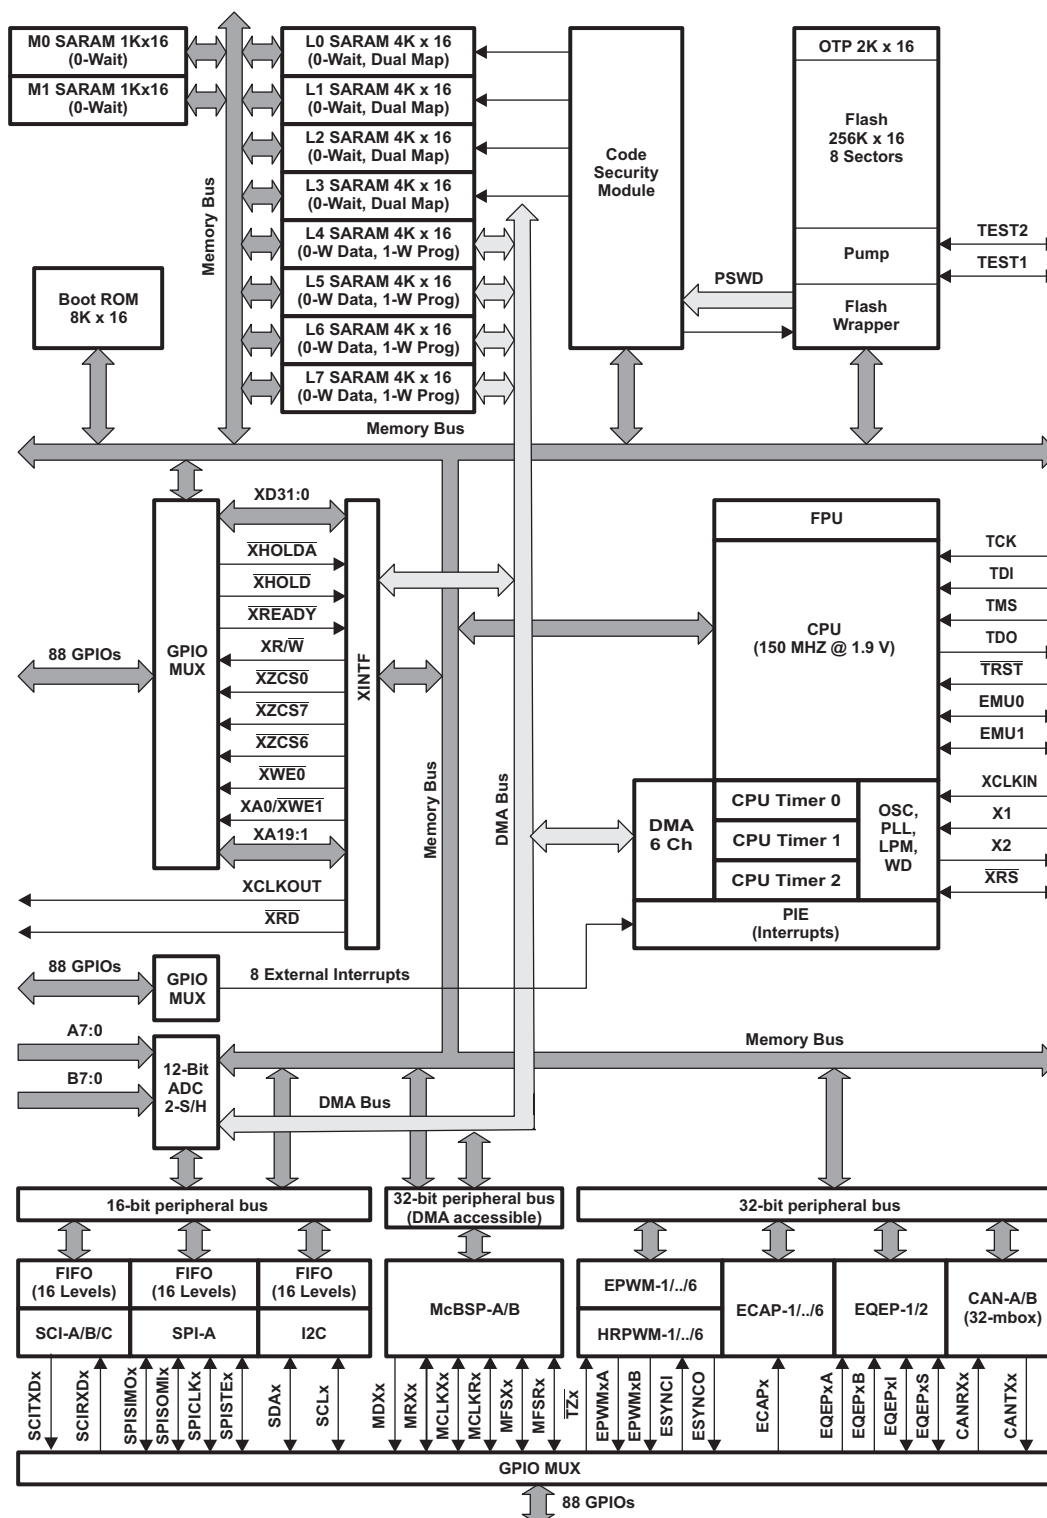 M0 SARAM 1Kx16
(0-Wait)
M1 SARAM 1Kx16
(0-Wait)
L0 SARAM 4K x 16
(0-Wait, Dual Map)
L1 SARAM 4K x 16
(0-Wait, Dual Map)
L2 SARAM 4K x 16
(0-Wait, Dual Map)
L3 SARAM 4K x 16
(0-Wait, Dual Map)
L4 SARAM 4K x 16
(0-W Data, 1-W Prog)
L5 SARAM 4K x 16
(0-W Data, 1-W Prog)
L6 SARAM 4K x 16
(0-W Data, 1-W Prog)
L7 SARAM 4K x 16
(0-W Data, 1-W Prog)
Memory Bus
Code
Security
Module
OTP 2K x 16
Flash
256K x 16
8 Sectors
Pump
Flash
Wrapper
TEST2
TEST1
PSWD
Boot ROM
8K x 16
Memory Bus
XD31:0
XHOLDA
XHOLD
XREADY
XR/W
XZCS0
XZCS7
XZCS6
XWE0
XA0/XWE1
XA19:1
XCLKOUT
XRD
88 GPIOs
GPIO
MUX
XINTF
Memory Bus
DMA Bus
FPU
CPU
(150 MHZ @ 1.9 V)
TCK
TDI
TMS
TDO
TRST
EMU0
EMU1
XCLKIN
X1
X2
XRS
DMA
6 Ch
CPU Timer 0
CPU Timer 1
CPU Timer 2
OSC,
PLL,
LPM,
WD
PIE
(Interrupts)
88 GPIOs
GPIO
MUX
8 External Interrupts
A7:0
B7:0
12-Bit
ADC
2-S/H
Memory Bus
DMA Bus
16-bit peripheral bus
32-bit peripheral bus
(DMA accessible)
32-bit peripheral bus
FIFO
(16 Levels)
SCI-A/B/C
FIFO
(16 Levels)
SPI-A
FIFO
(16 Levels)
I2C
McBSP-A/B
EPWM-1/../6
HRPWM-1/../6
ECAP-1/../6
EQEP-1/2
CAN-A/B
(32-mbox)
SCITXDx
SCIRXDx
SPISIMOx
SPISOMIx
SPICLKx
SPISTEx
SDAx
SCLx
MDXx
MRXx
MCLKXx
MCLKRx
MFSXx
MFSRx
TZx
EPWMxA
EPWMxB
ESYNCI
ESYNCO
ECAPx
EQEPxA
EQEPxB
EQEPxI
EQEPxS
CANRXx
CANTXx
GPIO MUX
88 GPIOs